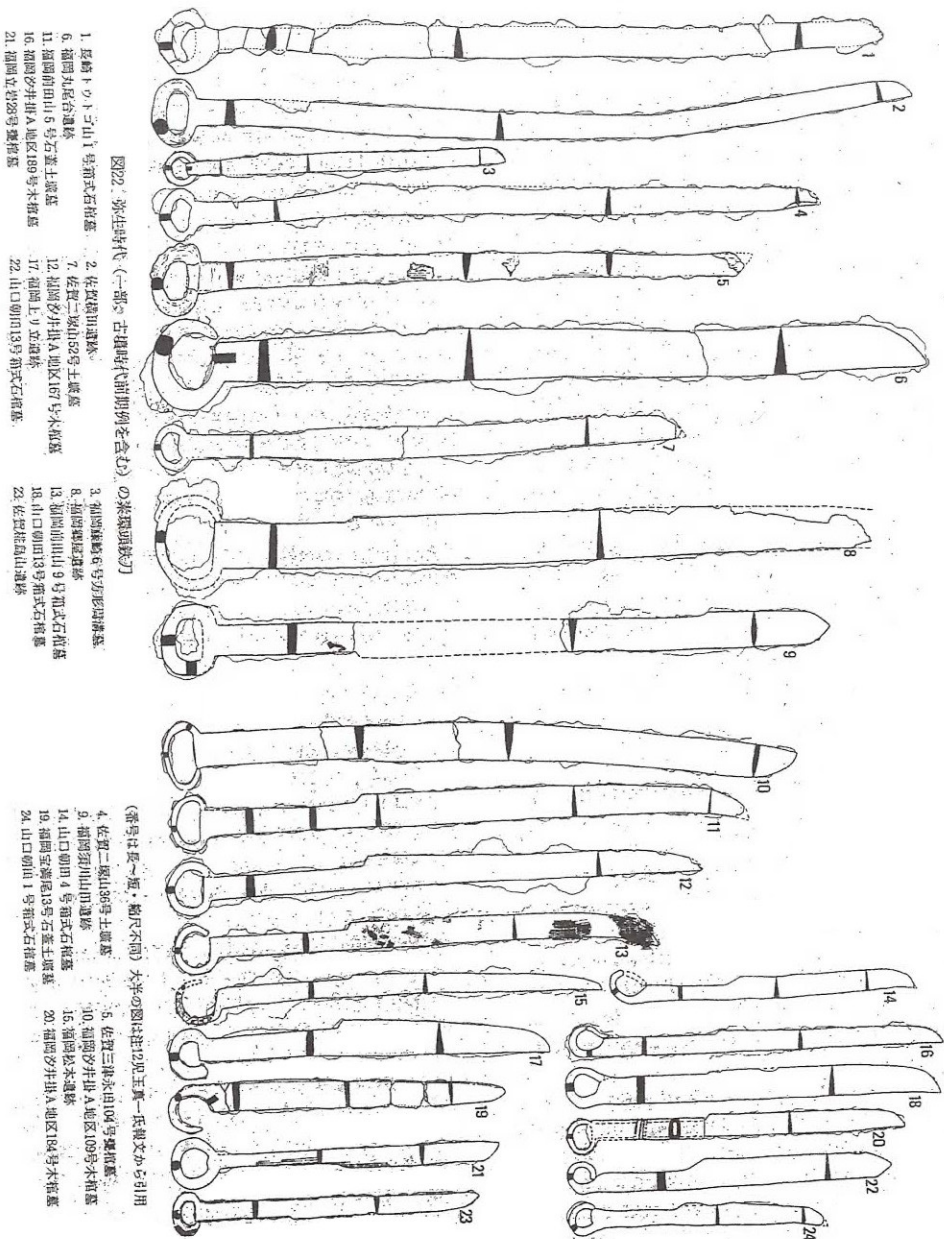 図22 弥生時代(一部、古墳時代前期例を含む)の素環頭鉄刀
(番号は長~短・縮尺不同) 大半の図は注12児玉真一氏報文から引用
1. 長崎トウトゴ山1号箱式石棺墓
2. 佐賀横田遺跡
3. 福岡藤崎6号方形周溝墓
4. 佐賀二塚山36号土壙墓
5. 佐賀三津永田104号甕棺墓
6. 福岡丸尾台遺跡
7. 佐賀二塚山52号土壙墓
8. 福岡郷屋遺跡
9. 福岡須川山田遺跡
10. 福岡汐井掛A地区109号木棺墓
11. 福岡前田山5号石蓋土壙墓
12. 福岡汐井掛A地区167号木棺墓
13. 福岡前田山9号箱式石棺墓
14. 山口朝田4号箱式石棺墓
15. 福岡松本遺跡
16. 福岡汐井掛A地区189号木棺墓
17. 福岡上り立遺跡
18. 山口朝田13号箱式石棺墓
19. 福岡宝満尾13号石蓋土壙墓
20. 福岡汐井掛A地区184号木棺墓
21. 福岡立岩28号甕棺墓
22. 山口朝田13号箱式石棺墓
23. 佐賀椛島山遺跡
24. 山口朝田1号箱式石棺墓
1
2
3
4
5
6
7
8
9
10
11
12
13
14
15
16
17
18
19
20
21
22
23
24